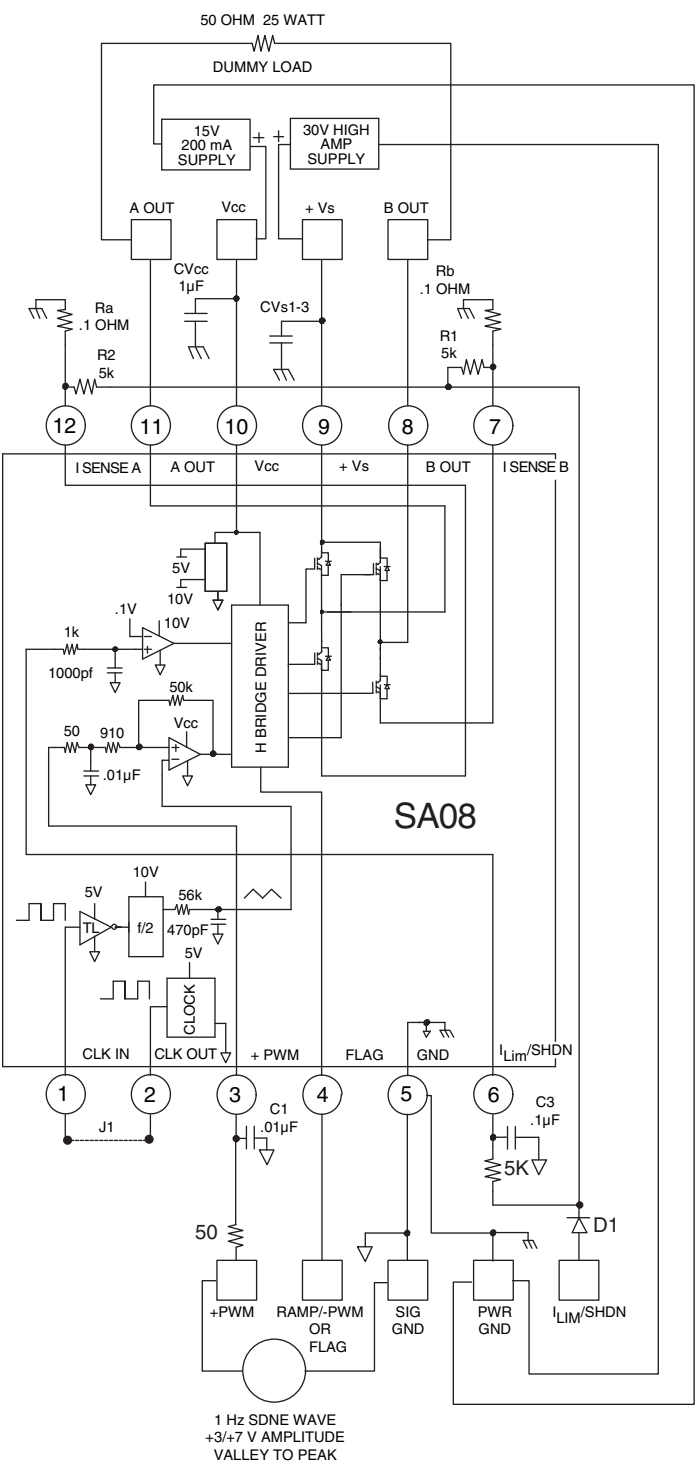 50 OHM 25 WATT
DUMMY LOAD
15V
200 mA
SUPPLY
+
+
30V HIGH
AMP
SUPPLY
A OUT
Vcc
+ Vs
B OUT
CVcc
1µF
CVs1-3
Ra
.1 OHM
Rb
.1 OHM
R2
5k
R1
5k
12
11
10
9
8
7
I SENSE A
A OUT
Vcc
+ Vs
B OUT
I SENSE B
5V
10V
.1V
10V
1k
1000pf
H BRIDGE DRIVER
50k
50
910
Vcc
.01µF
SA08
5V
TL
10V
f/2
56k
470pF
5V
CLOCK
CLK IN
CLK OUT
+ PWM
FLAG
GND
ILim/SHDN
1
2
3
4
5
6
J1
C1
.01µF
C3
.1µF
5K
50
D1
+PWM
RAMP/-PWM
OR
FLAG
SIG
GND
PWR
GND
ILIM/SHDN
1 Hz SDNE WAVE
+3/+7 V AMPLITUDE
VALLEY TO PEAK